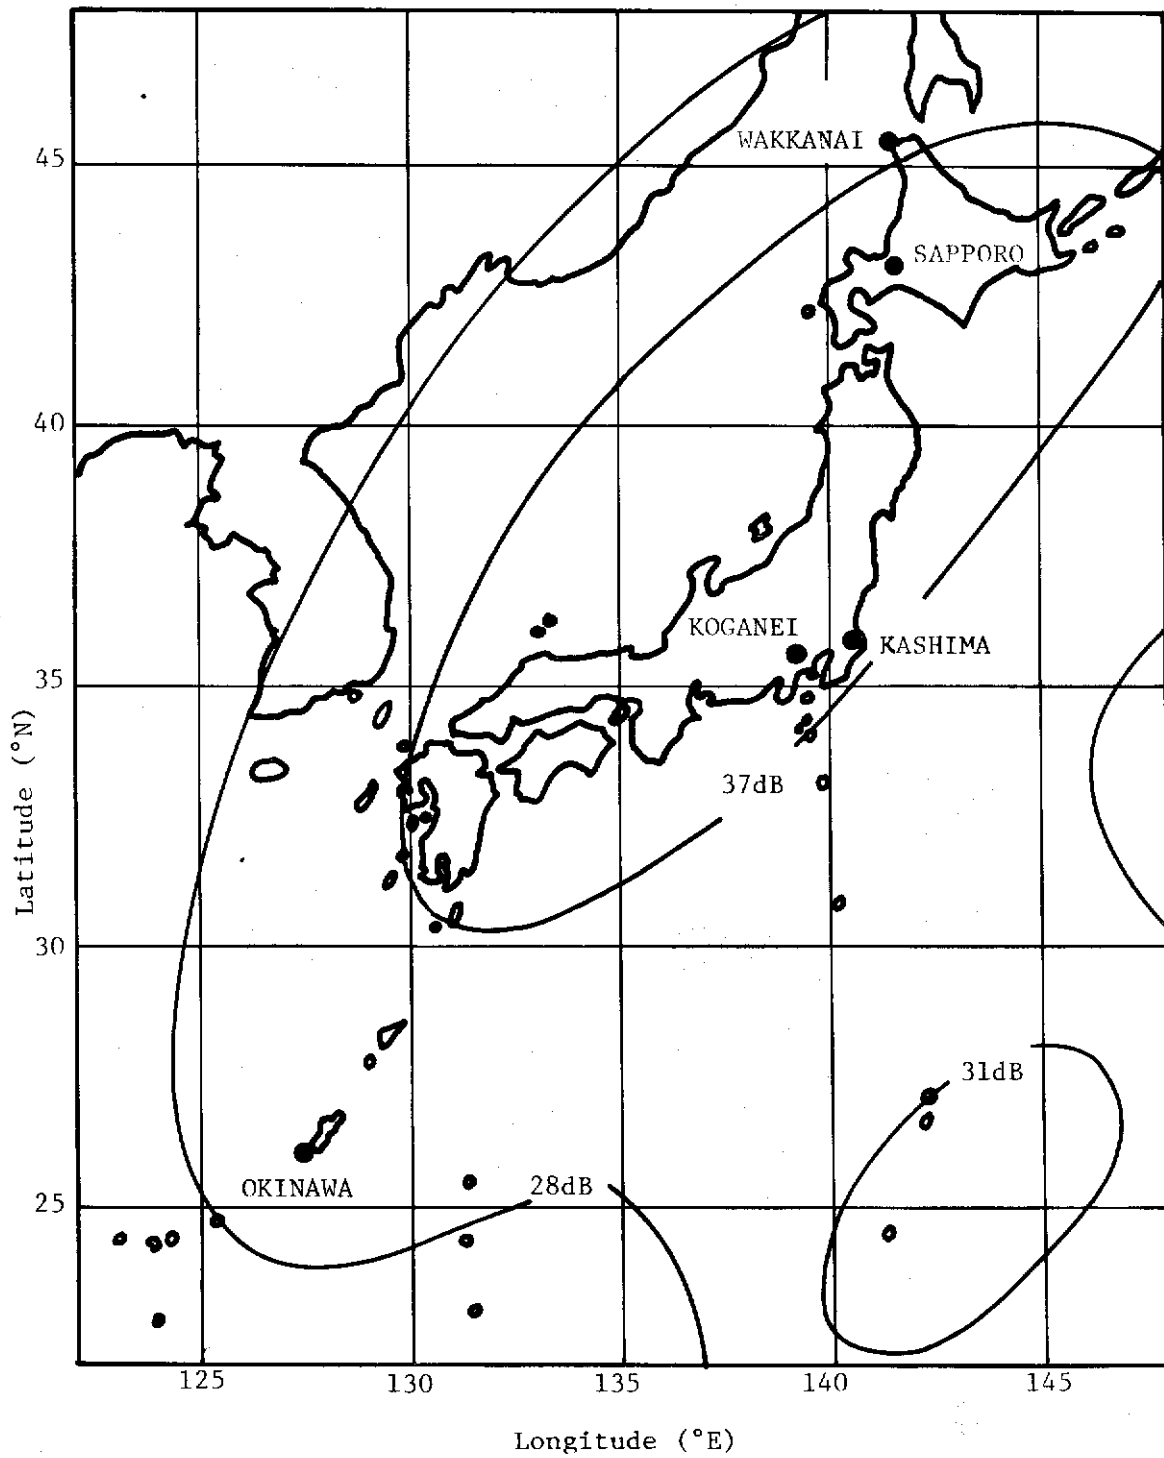 45
WAKKANAI
SAPPORO
40
KOGANEI
KASHIMA
35
37dB
Latitude (°N)
30
31dB
OKINAWA
28dB
25
125
130
135
140
145
Longitude (°E)